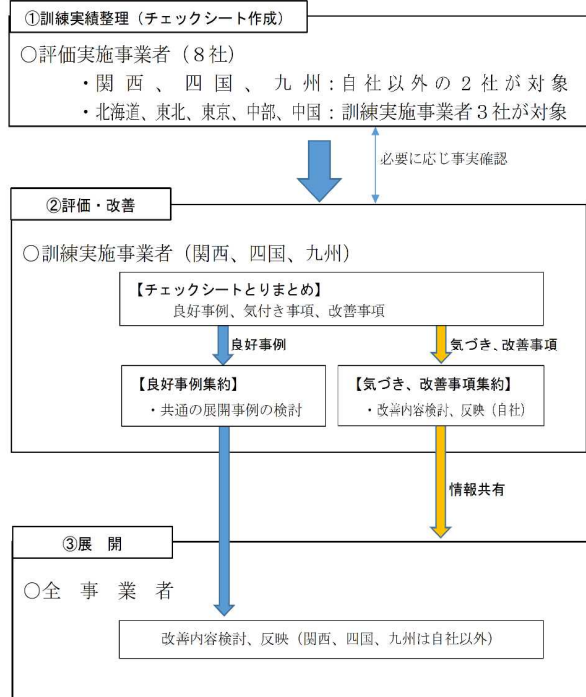 ①訓練実績整理（チェックシート作成）
○評価実施事業者（８社）
・関西、四国、九州：自社以外の２社が対象
・北海道、東北、東京、中部、中国：訓練実施事業者３社が対象
必要に応じ事実確認
②評価・改善
○訓練実施事業者（関西、四国、九州）
【チェックシートとりまとめ】
良好事例、気付き事項、改善事項
良好事例
気づき、改善事項
【良好事例集約】
・共通の展開事例の検討
【気づき、改善事項集約】
・改善内容検討、反映（自社）
情報共有
③展　開
○全　事　業　者
改善内容検討、反映（関西、四国、九州は自社以外）